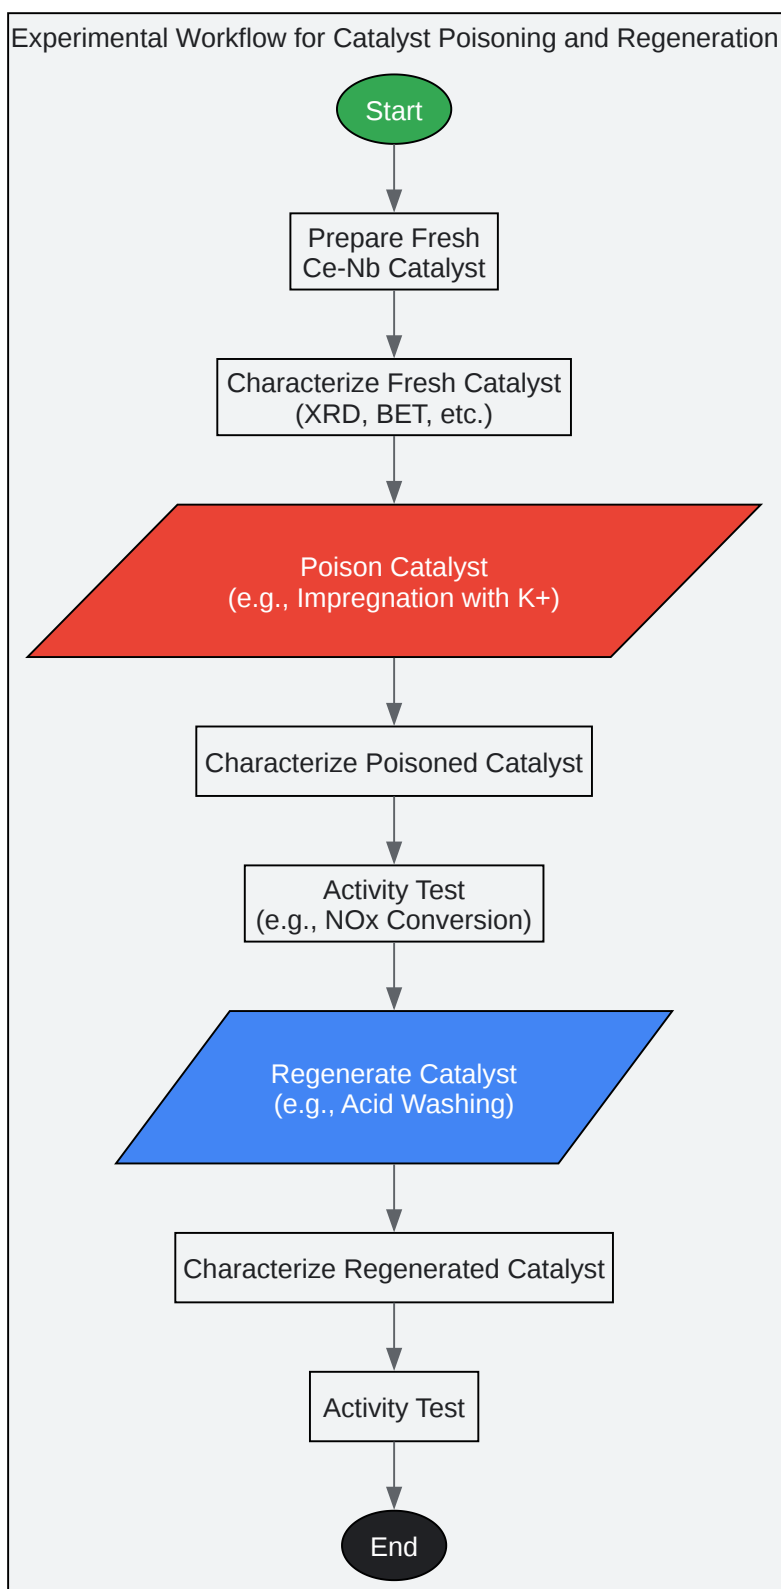 Experimental Workflow for Catalyst Poisoning and Regeneration
Start
Prepare Fresh
Ce-Nb Catalyst
Characterize Fresh Catalyst
(XRD, BET, etc.)
Poison Catalyst
(e.g., Impregnation with K+)
Characterize Poisoned Catalyst
Activity Test
(e.g., NOx Conversion)
Regenerate Catalyst
(e.g., Acid Washing)
Characterize Regenerated Catalyst
Activity Test
End